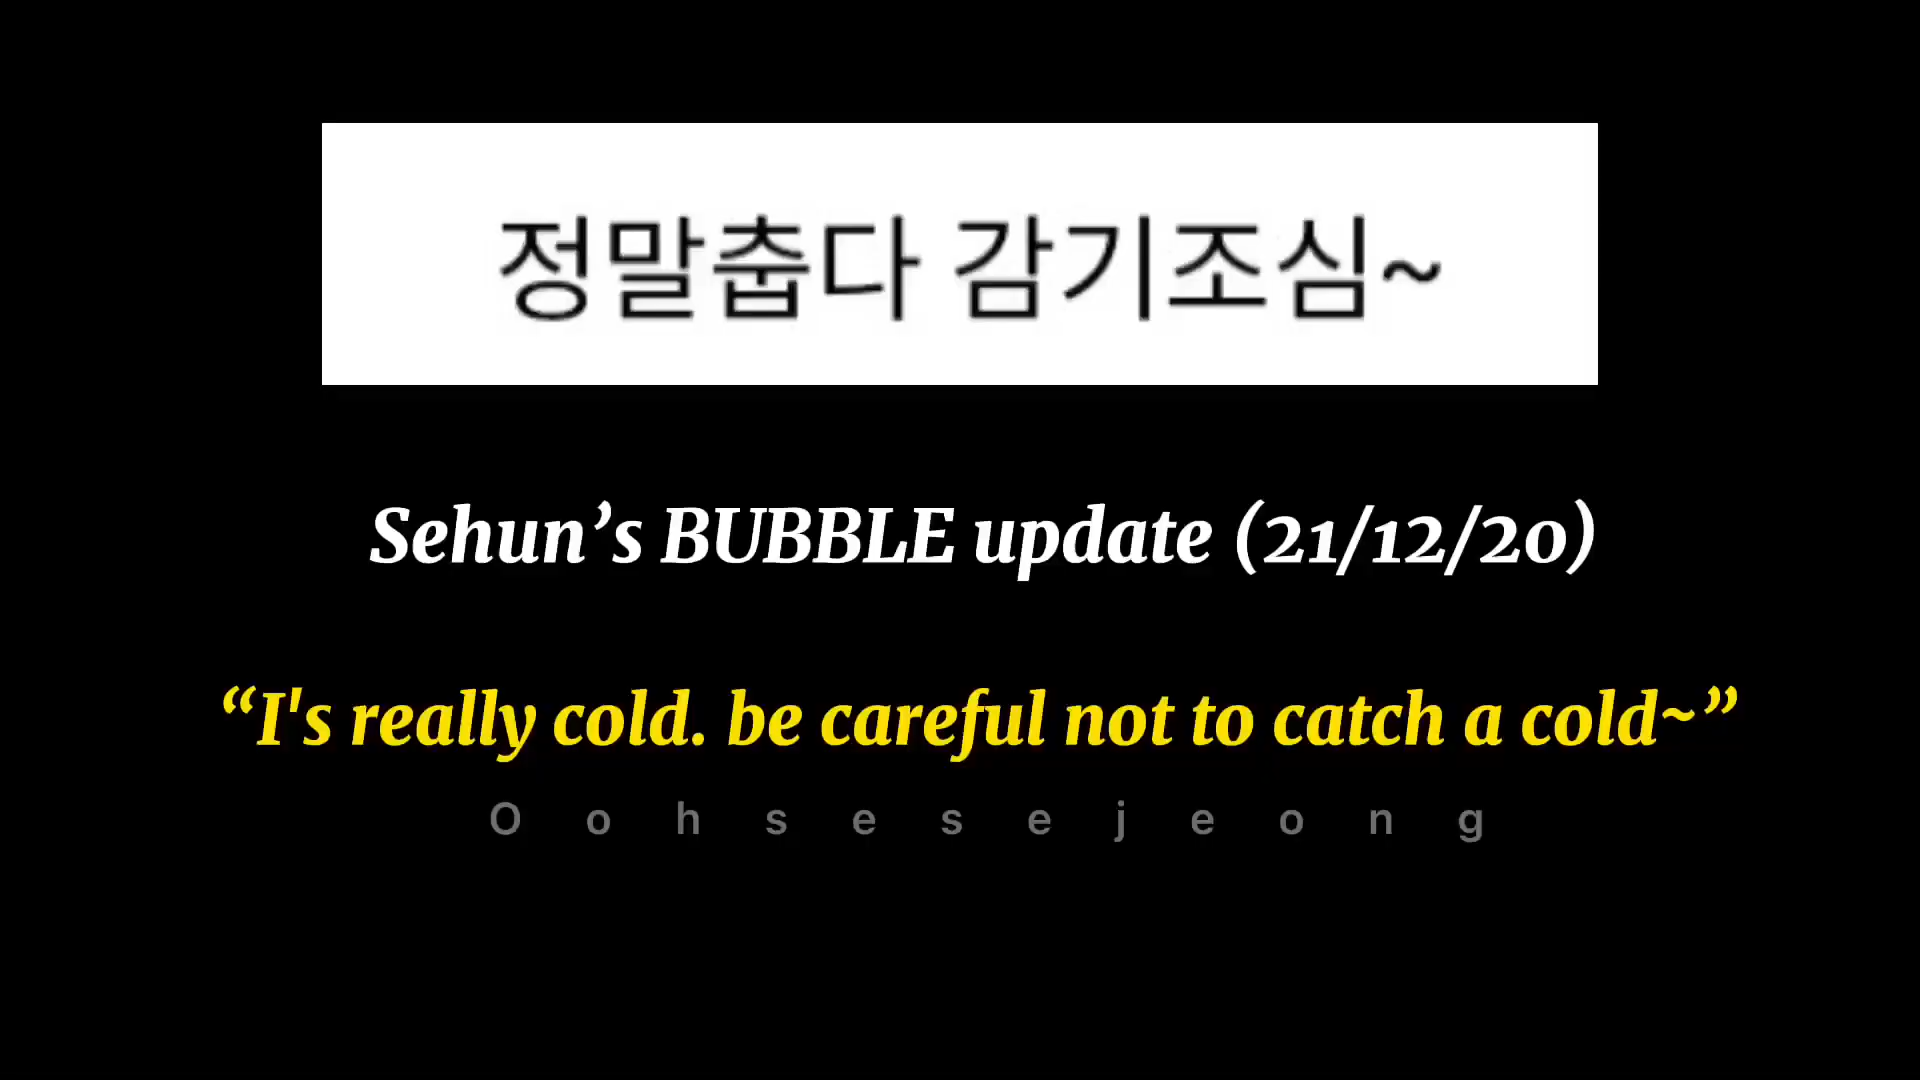 정말춥다 감기조심~
Sehun’s BUBBLE update (21/12/20)
“I's really cold. be careful not to catch a cold~”
Oohsesejeong